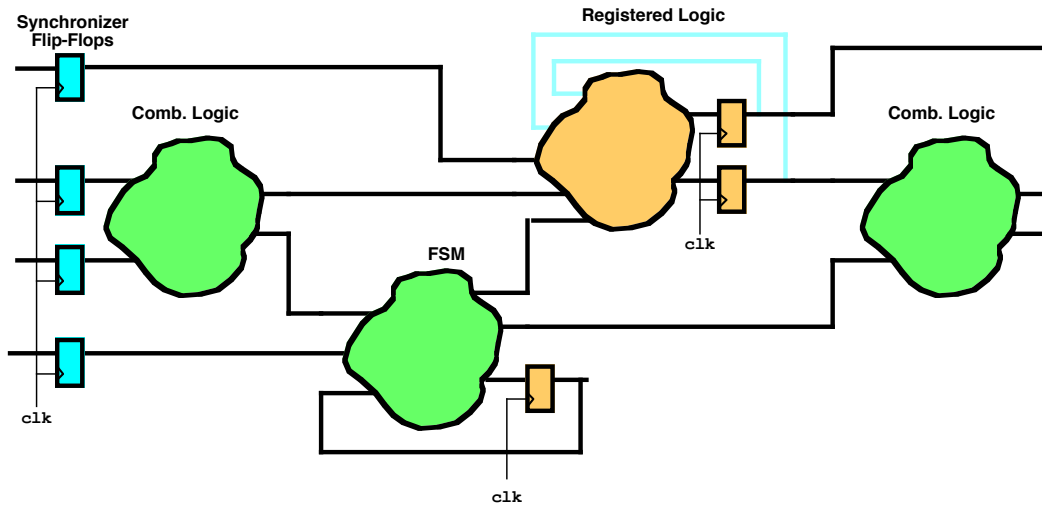 Synchronizer
Flip-Flops
Registered Logic
Comb. Logic
Comb. Logic
FSM
clk
clk
clk